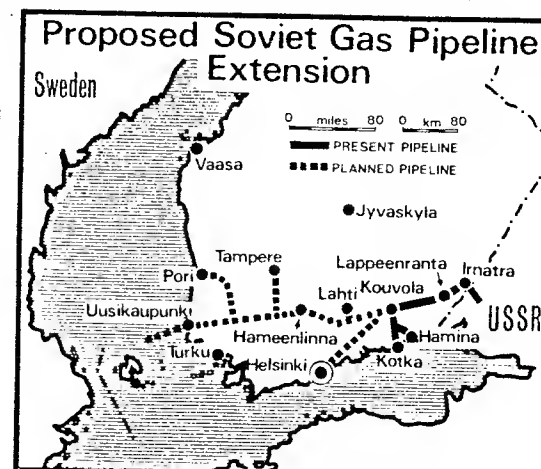 Proposed Soviet Gas Pipeline
Extension
Sweden
0 miles 80 0 km 80
PRESENT PIPELINE
PLANNED PIPELINE
Vaasa
Jyvaskyla
Tampere
Pori
Lappeenranta
Imatra
Kouvola
Lahti
Uusikaupunki
USSR
Hameenlinna
Hamina
Turku
Helsinki
Kotka